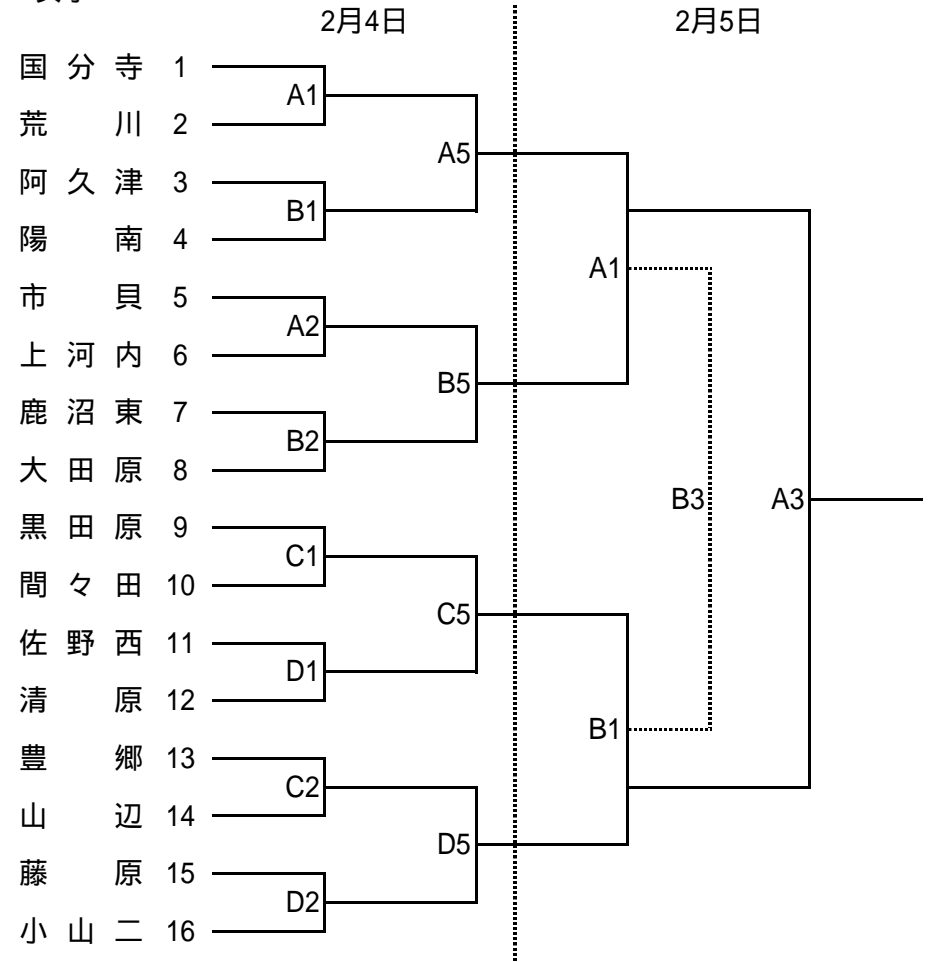 2月4日 2月5日
国分寺 1
A1
荒川 2
A5
阿久津 3
B1
陽南 4
A1
市貝 5
A2
上河内 6
B5
鹿沼東 7
B2
大田原 8
B3 A3
黒田原 9
C1
間々田 10
C5
佐野西 11
D1
清原 12
B1
豊郷 13
C2
山辺 14
D5
藤原 15
D2
小山二 16